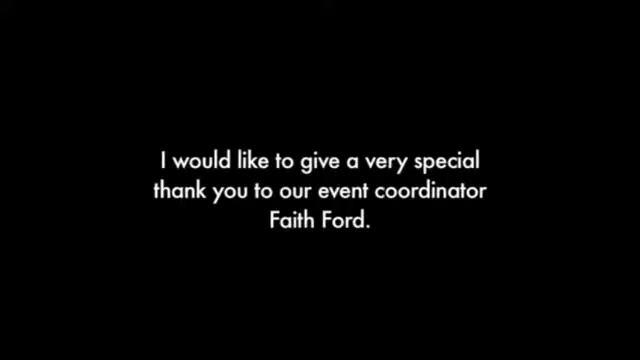 I would like to give a very special
thank you to our event coordinator
Faith Ford.